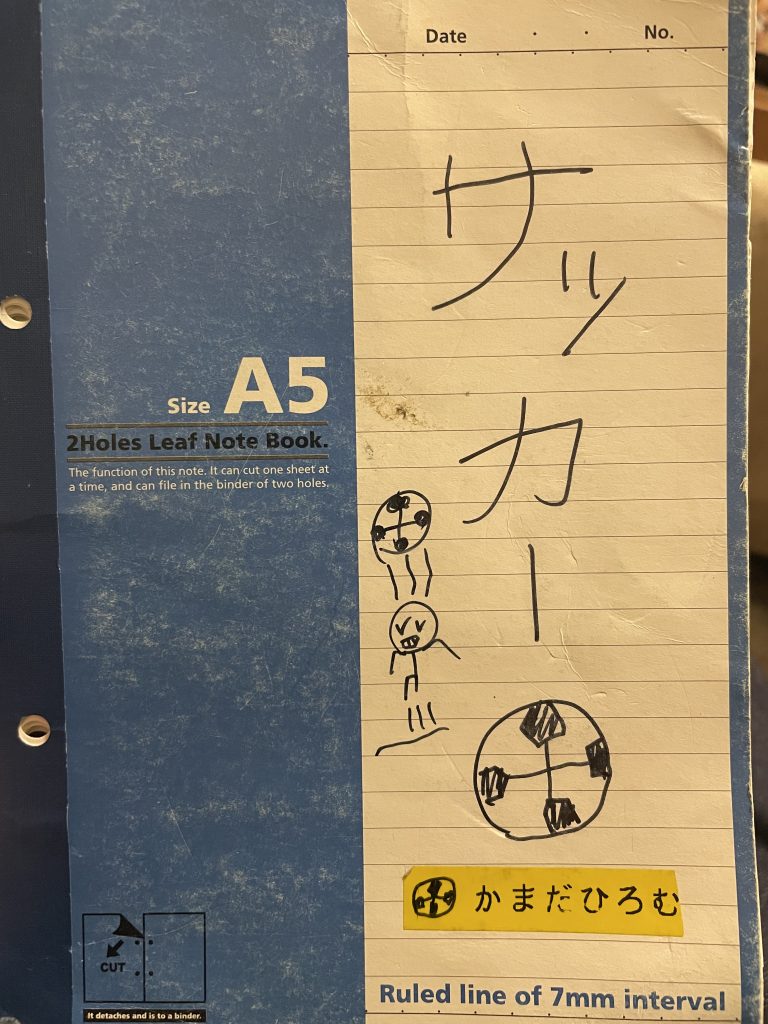 Date ・ ・ No.
サッカー
Size A5
2Holes Leaf Note Book.
The function of this note. It can cut one sheet at
a time, and can file in the binder of two holes.
かまだひろむ
CUT
It detaches and is to a binder.
Ruled line of 7mm interval